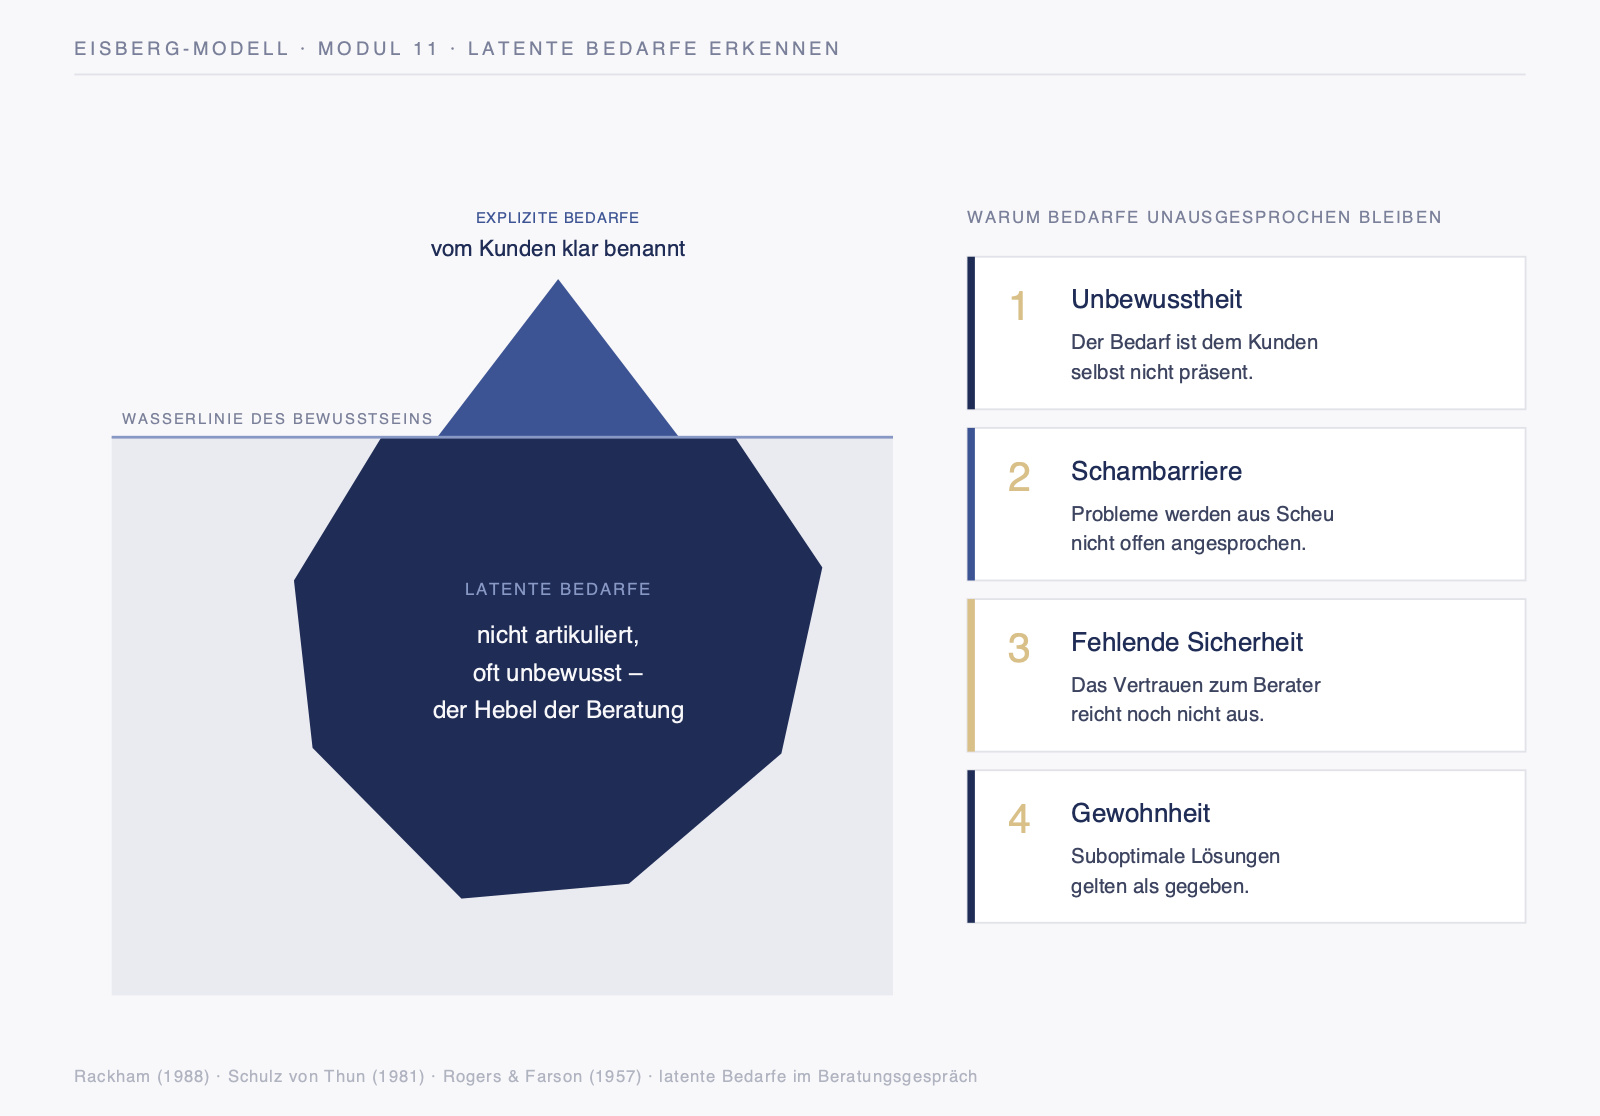 EISBERG-MODELL · MODUL 11 · LATENTE BEDARFE ERKENNEN
EXPLIZITE BEDARFE
vom Kunden klar benannt
WASSERLINIE DES BEWUSSTSEINS
LATENTE BEDARFE
nicht artikuliert,
oft unbewusst –
der Hebel der Beratung
WARUM BEDARFE UNAUSGESPROCHEN BLEIBEN
1
Unbewusstheit
Der Bedarf ist dem Kunden
selbst nicht präsent.
2
Schambarriere
Probleme werden aus Scheu
nicht offen angesprochen.
3
Fehlende Sicherheit
Das Vertrauen zum Berater
reicht noch nicht aus.
4
Gewohnheit
Suboptimale Lösungen
gelten als gegeben.
Rackham (1988) · Schulz von Thun (1981) · Rogers & Farson (1957) · latente Bedarfe im Beratungsgespräch